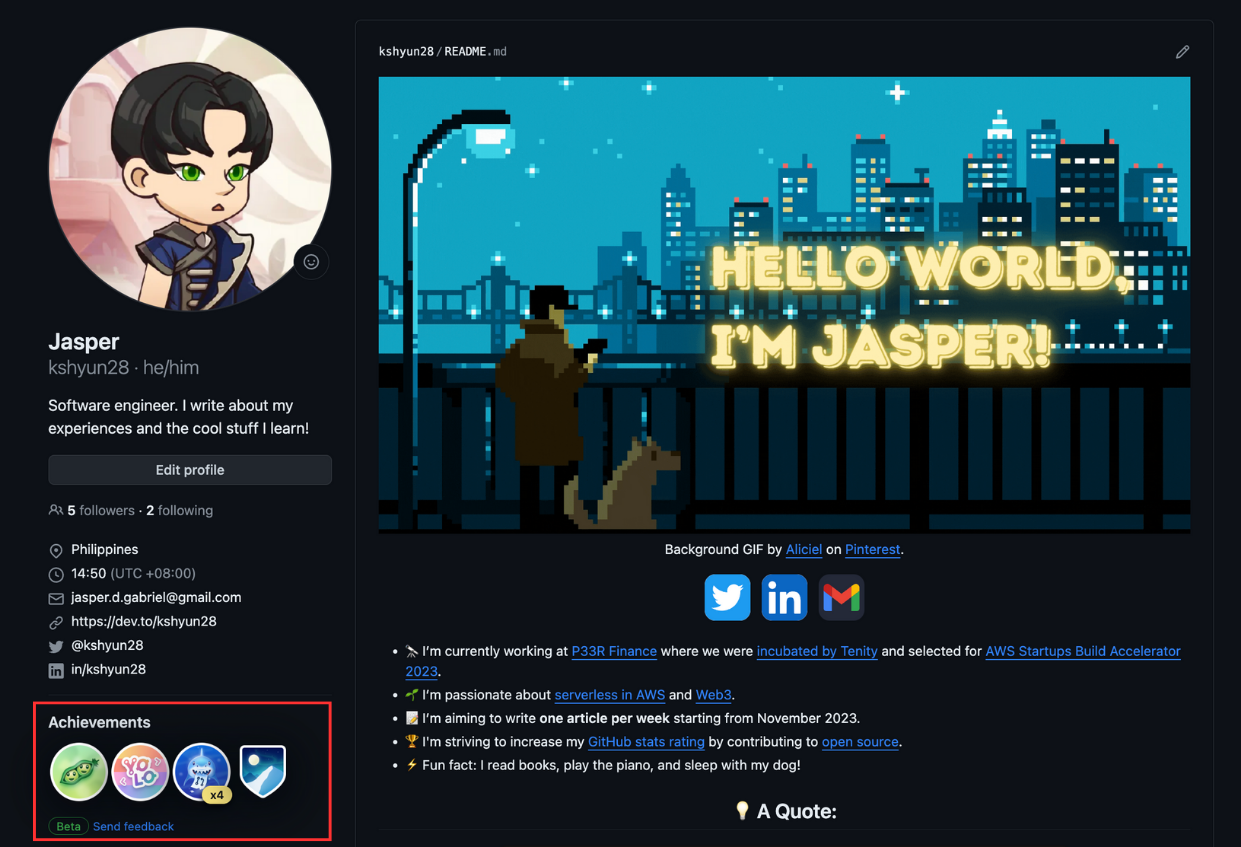 Jasper
kshyun28 · he/him
Software engineer. I write about my
experiences and the cool stuff I learn!
Edit profile
5 followers · 2 following
Philippines
14:50 (UTC +08:00)
jasper.d.gabriel@gmail.com
https://dev.to/kshyun28
@kshyun28
in/kshyun28
Achievements
YOLO
x4
Beta Send feedback
kshyun28/README.md
HELLO WORLD,
I'M JASPER!
Background GIF by Aliciel on Pinterest.
in
I'm currently working at P33R Finance where we were incubated by Tenity and selected for AWS Startups Build Accelerator
2023.
I'm passionate about serverless in AWS and Web3.
I'm aiming to write one article per week starting from November 2023.
I'm striving to increase my GitHub stats rating by contributing to open source.
Fun fact: I read books, play the piano, and sleep with my dog!
A Quote: